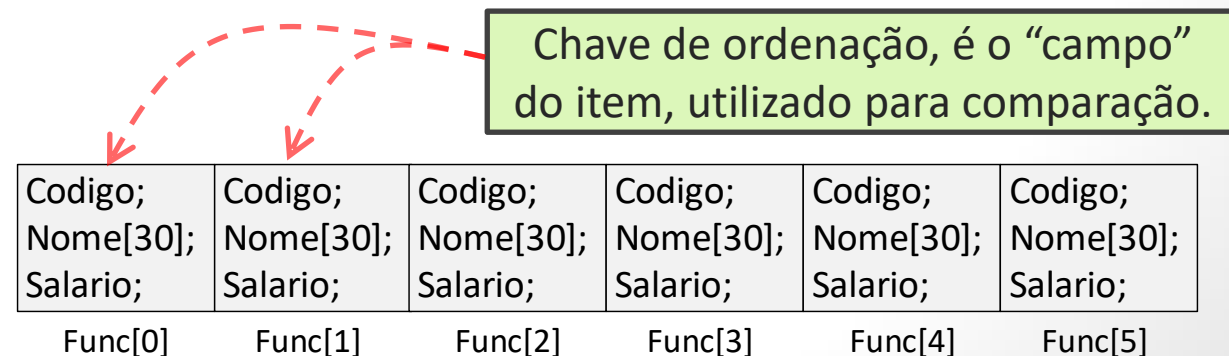 Chave de ordenação, é o “campo”
do item, utilizado para comparação.
Codigo; Codigo; Codigo; Codigo; Codigo; Codigo;
Nome[30]; Nome[30]; Nome[30]; Nome[30]; Nome[30]; Nome[30];
Salario; Salario; Salario; Salario; Salario; Salario;
Func[0] Func[1] Func[2] Func[3] Func[4] Func[5]